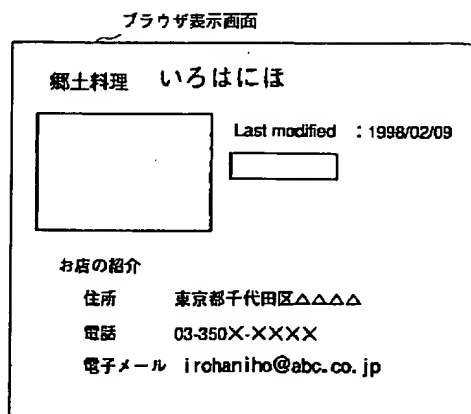 ブラウザ表示画面
郷土料理 いろはにほ
Last modified : 1998/02/09
お店の紹介
住所 東京都千代田区△△△△
電話 03-350X-XXXX
電子メール irohaniho@abc.co.jp